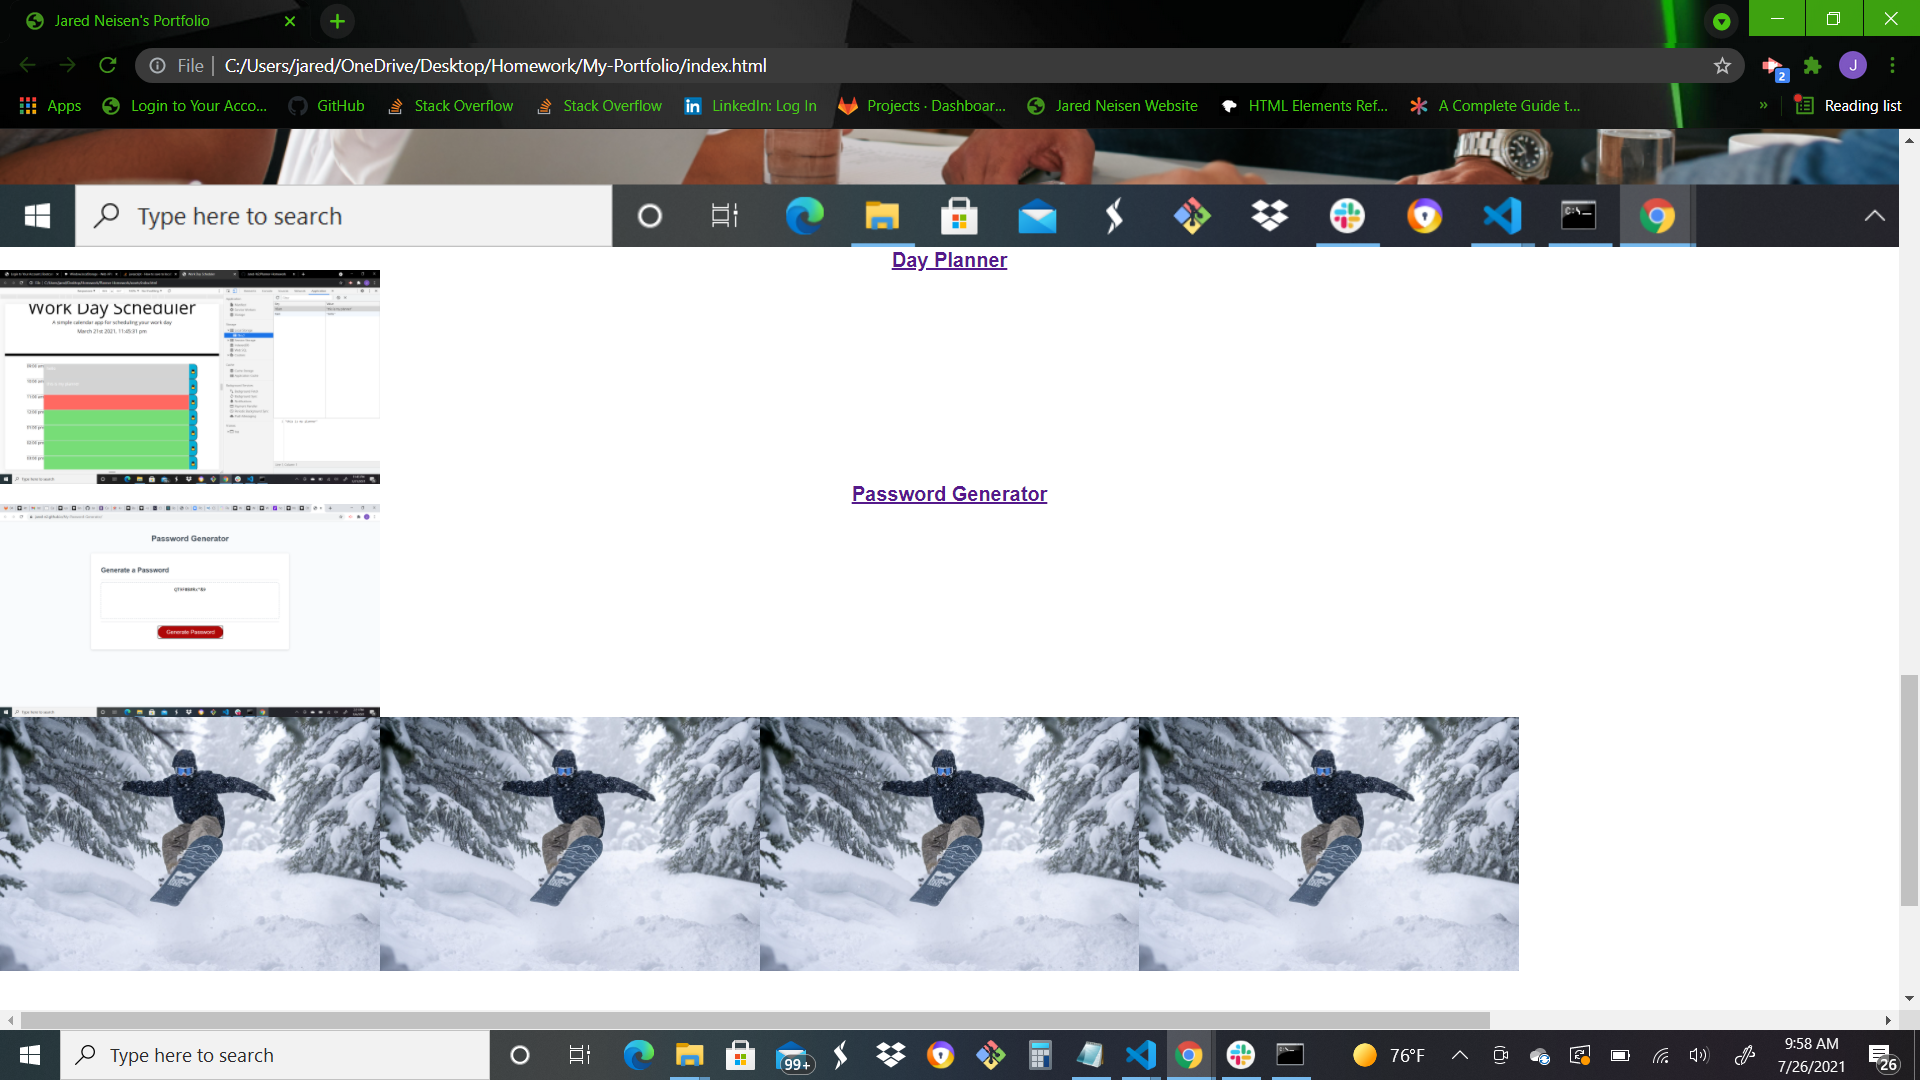 Jared Neisen's Portfolio
File
C:/Users/jared/OneDrive/Desktop/Homework/My-Portfolio/index.html
2
J
Apps
Login to Your Acco...
GitHub
Stack Overflow
Stack Overflow
LinkedIn: Log In
Projects · Dashboar...
Jared Neisen Website
HTML Elements Ref...
A Complete Guide t...
»
Reading list
Type here to search
Day Planner
Work Day Scheduler
A simple calendar app for scheduling your work day
March 21st 2021, 11:45:31 pm
Password Generator
Password Generator
Generate a Password
Generate Password
Type here to search
99+
76°F
9:58 AM
7/26/2021
26